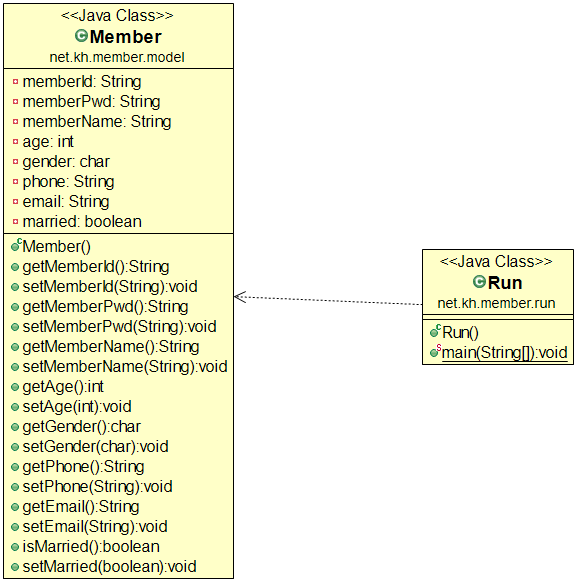 <<Java Class>>
Member
net.kh.member.model
memberId: String
memberPwd: String
memberName: String
age: int
gender: char
phone: String
email: String
married: boolean
Member()
getMemberId():String
setMemberId(String):void
getMemberPwd():String
setMemberPwd(String):void
getMemberName():String
setMemberName(String):void
getAge():int
setAge(int):void
getGender():char
setGender(char):void
getPhone():String
setPhone(String):void
getEmail():String
setEmail(String):void
isMarried():boolean
setMarried(boolean):void
<<Java Class>>
Run
net.kh.member.run
Run()
main(String[]):void